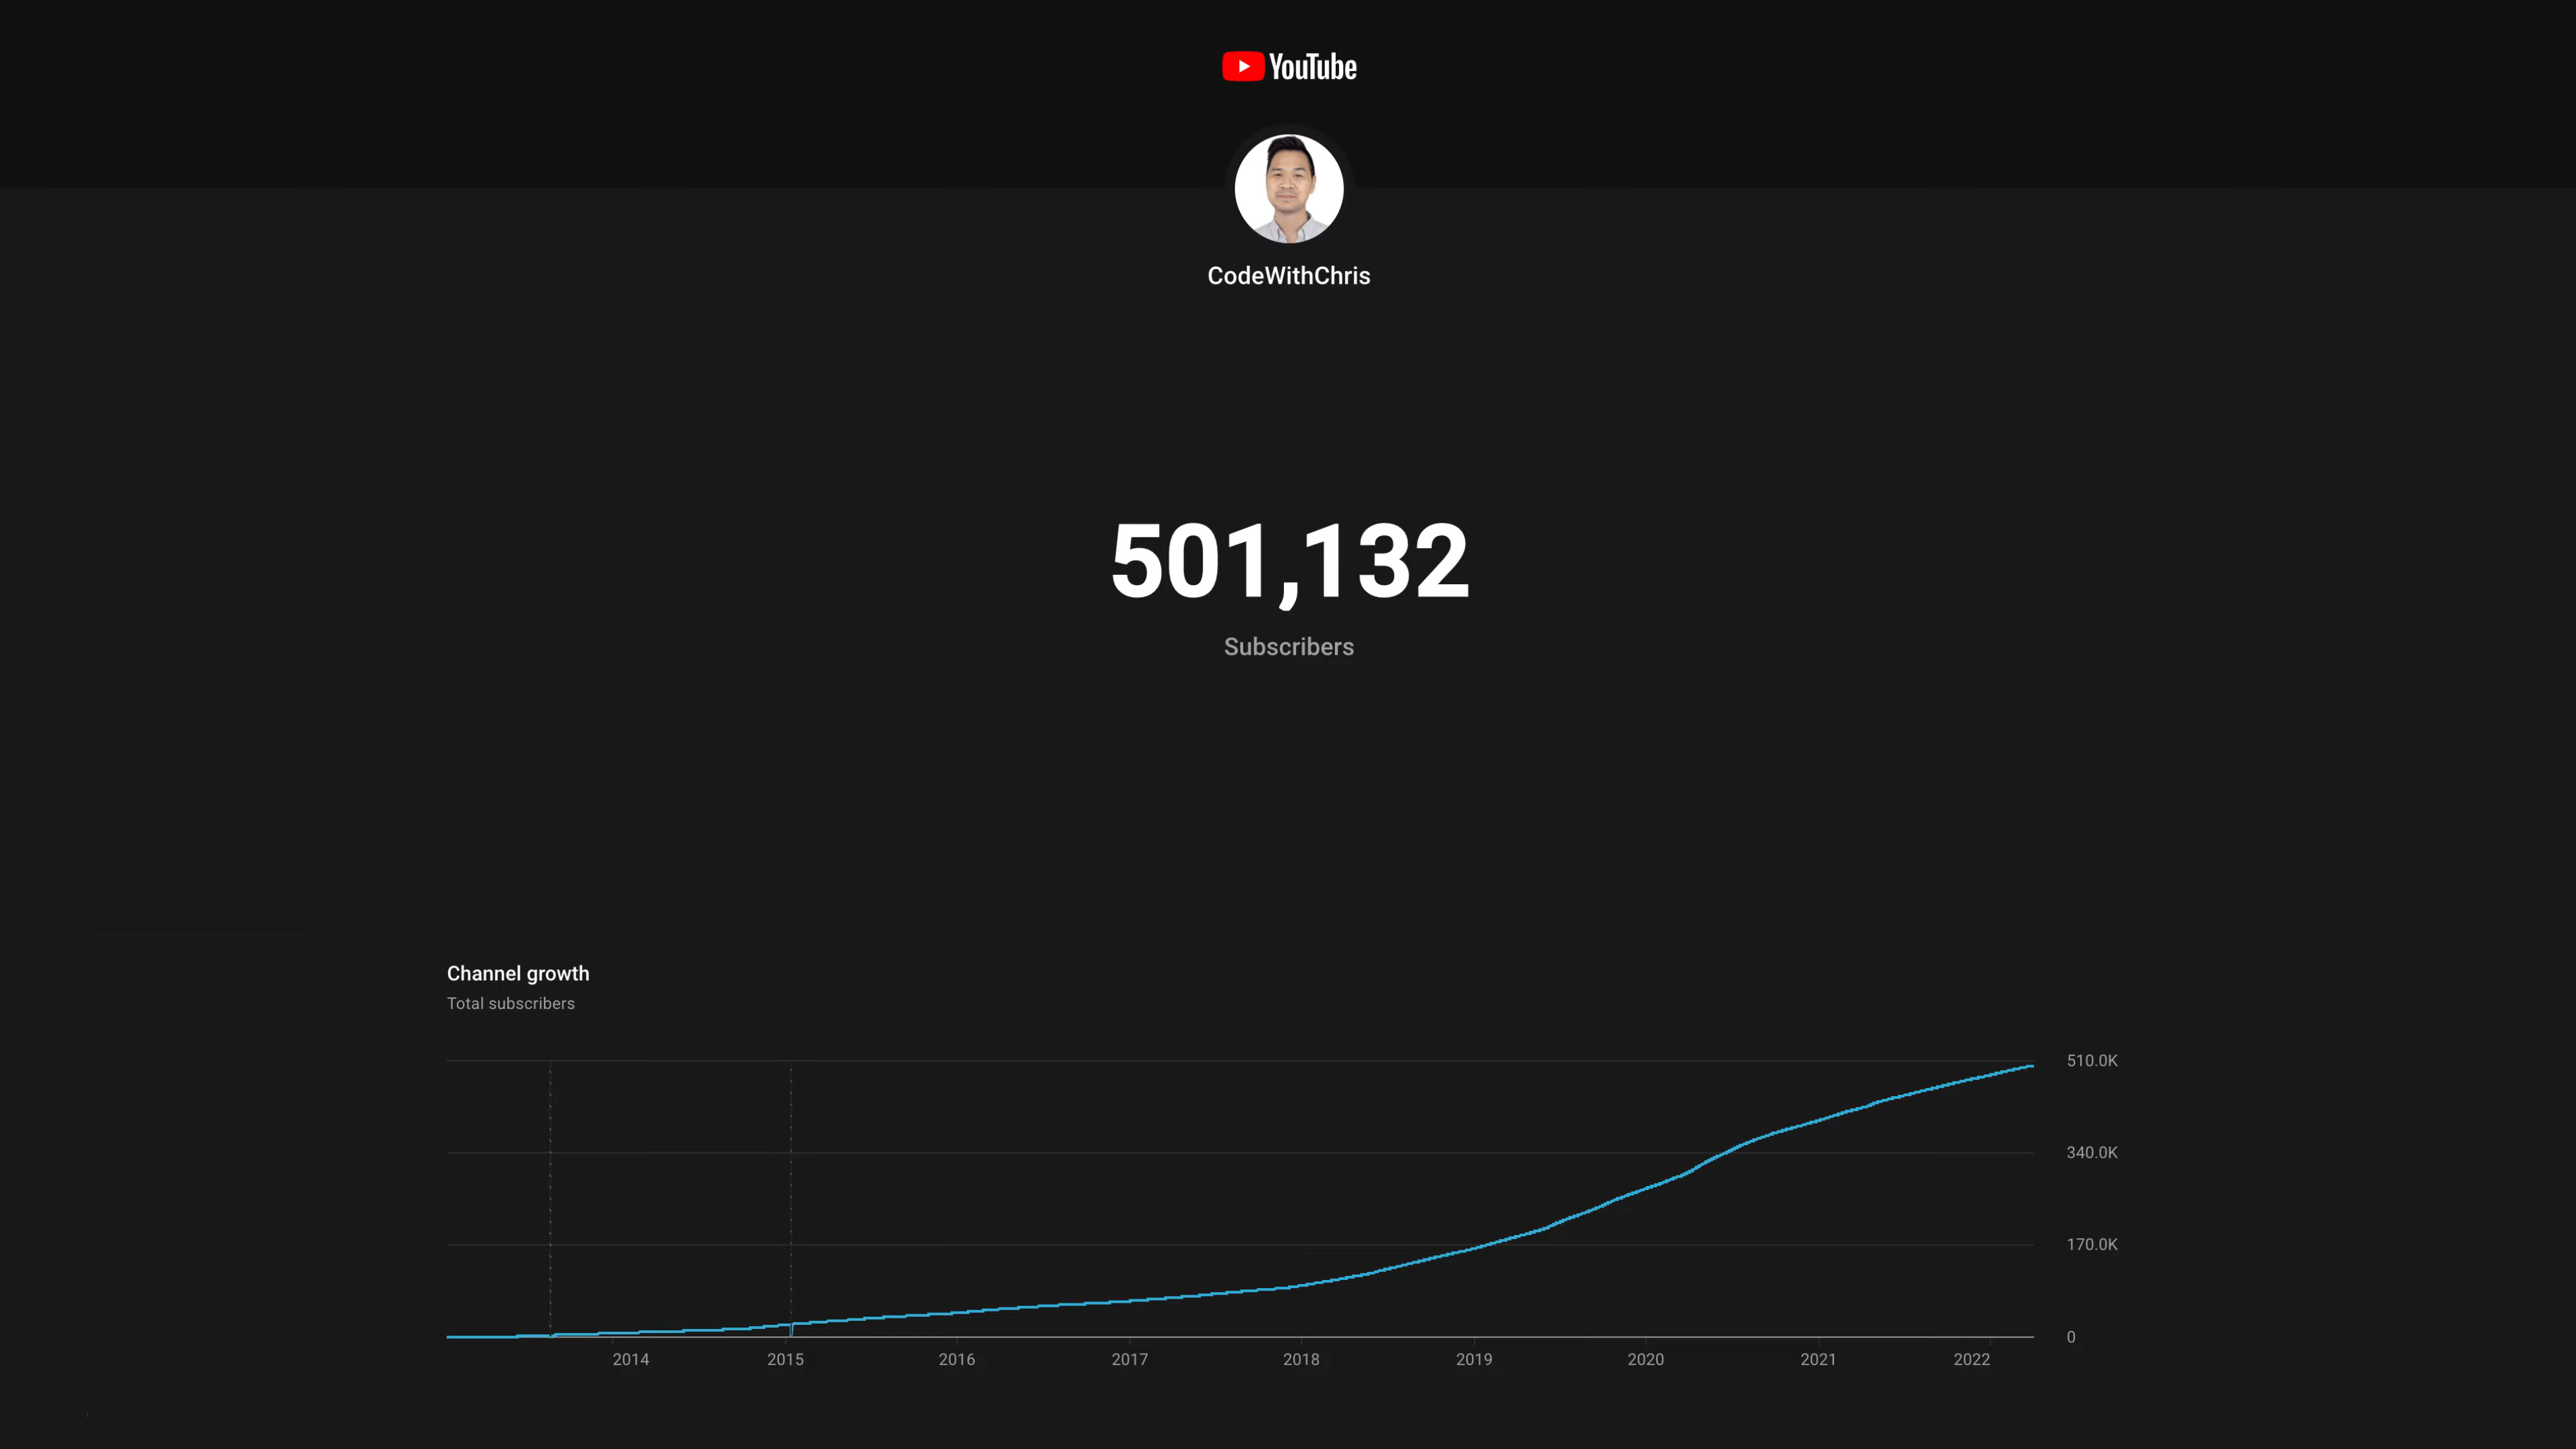 YouTube
CodeWithChris
501,132
Subscribers
Channel growth
Total subscribers
510.0K
340.0K
170.0K
0
2014 2015 2016 2017 2018 2019 2020 2021 2022